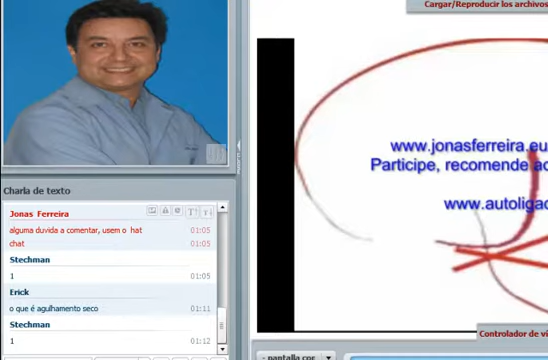 Cargar/Reproducir los archivos
www.jonasferreira.eu
Participe, recomende ao
www.autoligad
Charla de texto
Jonas Ferreira
alguma duvida a comentar, usem o hat 01:05
chat 01:05
Stechman
1 01:05
Erick
o que é agulhamento seco 01:11
Stechman
1 01:12
Controlador de ví
- pantalla cor